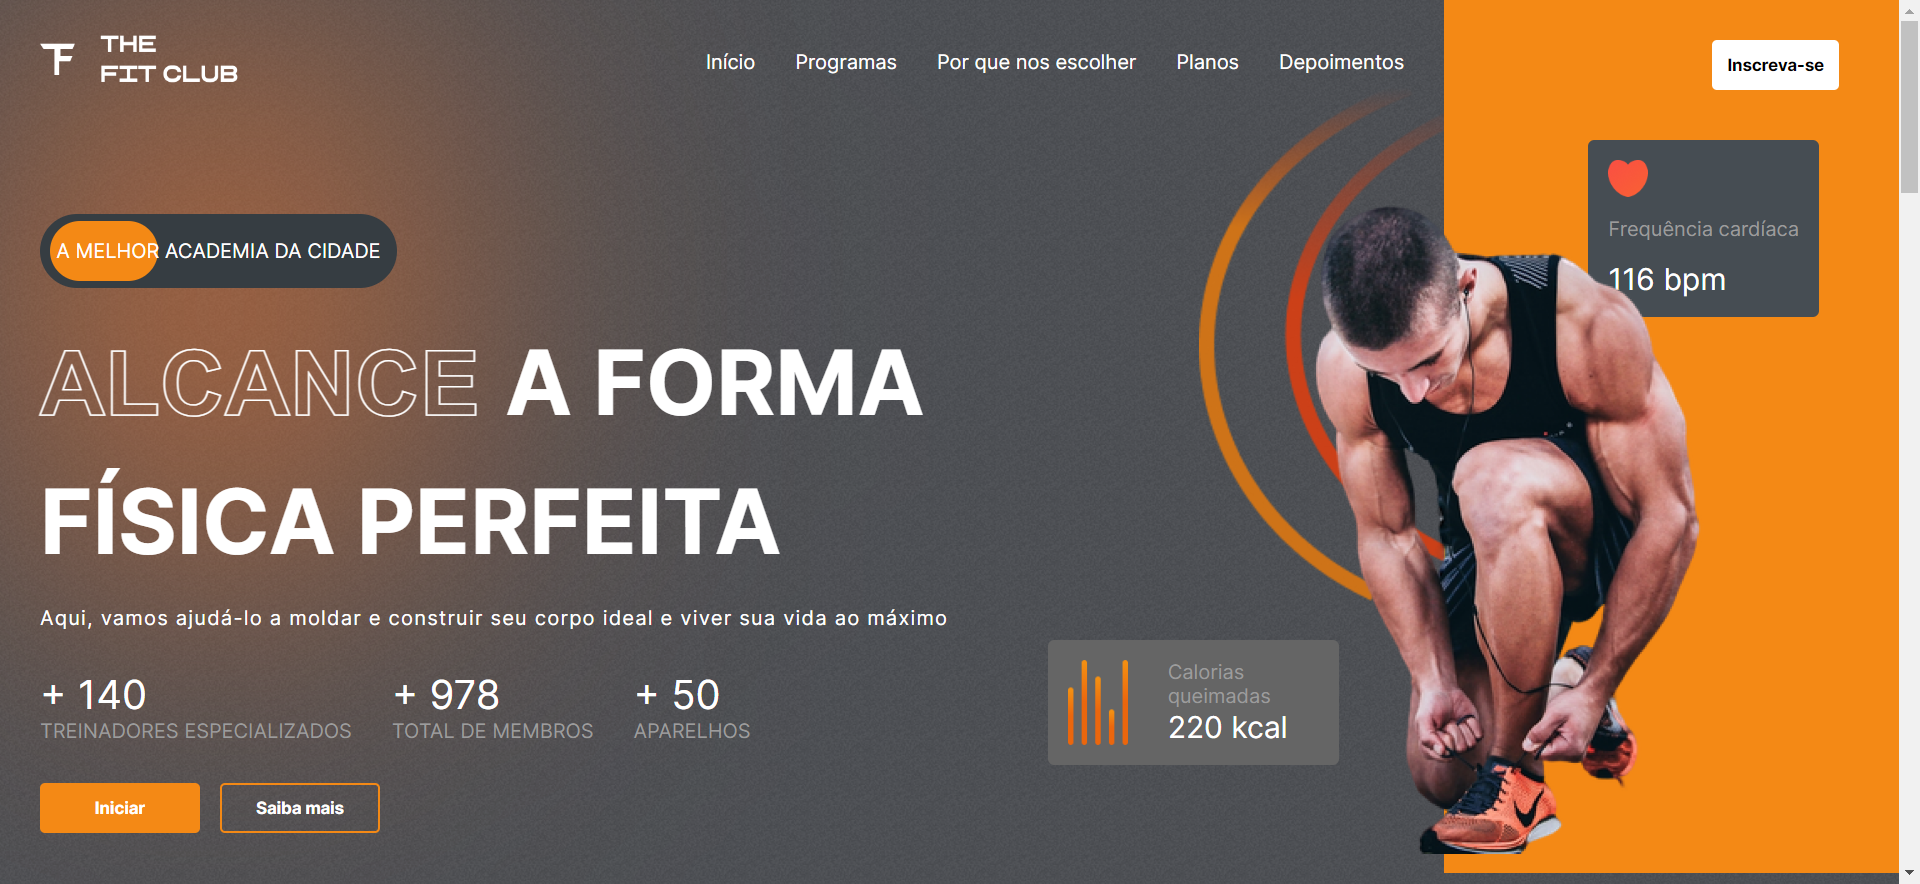 THE
FIT CLUB
Início Programas Por que nos escolher Planos Depoimentos
Inscreva-se
Frequência cardíaca
116 bpm
A MELHOR ACADEMIA DA CIDADE
ALCANCE A FORMA
FÍSICA PERFEITA
Aqui, vamos ajudá-lo a moldar e construir seu corpo ideal e viver sua vida ao máximo
+ 140
TREINADORES ESPECIALIZADOS
+ 978
TOTAL DE MEMBROS
+ 50
APARELHOS
Calorias
queimadas
220 kcal
Iniciar
Saiba mais